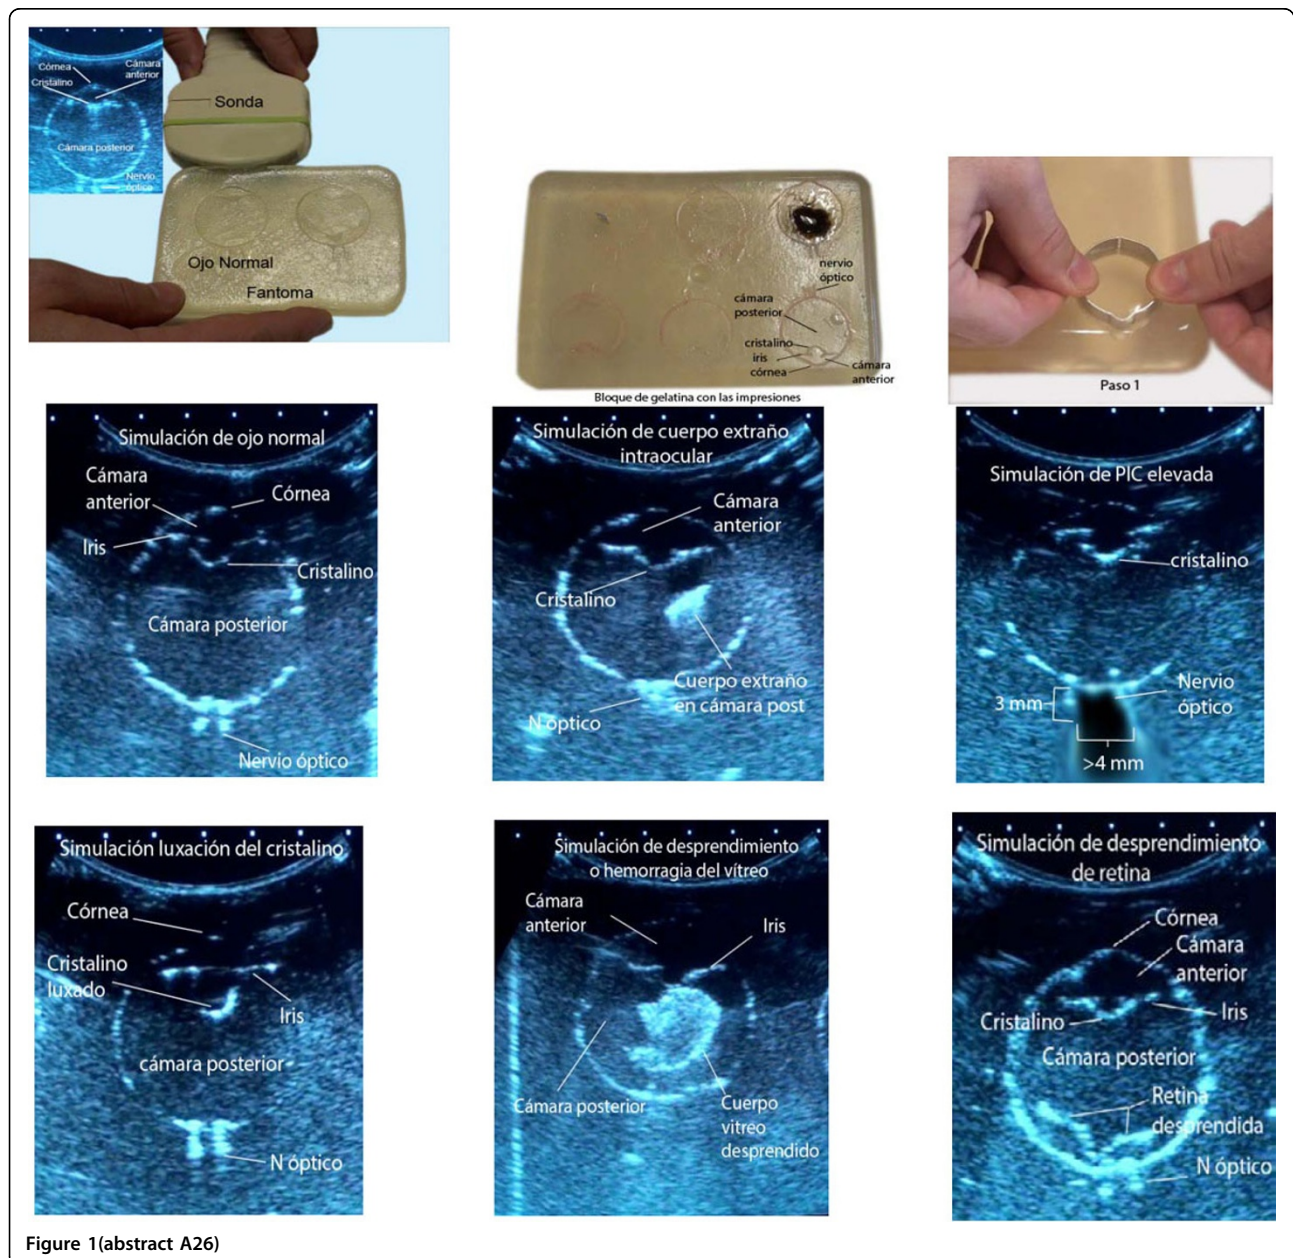 Córnea
Cámara
anterior
Cristalino
Cámara posterior
Nervio
óptico
Sonda
Ojo Normal
Fantoma
nervio
óptico
cámara
posterior
cristalino
iris
córnea
cámara
anterior
Bloque de gelatina con las impresiones
Paso 1
Simulación de ojo normal
Cámara
anterior
Córnea
Iris
Cristalino
Cámara posterior
Nervio óptico
Simulación de cuerpo extraño
intraocular
Cámara
anterior
Cristalino
Cuerpo extraño
en cámara post
N óptico
Simulación de PIC elevada
cristalino
Nervio
óptico
3 mm
>4 mm
Simulación luxación del cristalino
Córnea
Cristalino
luxado
Iris
cámara posterior
N óptico
Simulación de desprendimiento
o hemorragia del vítreo
Cámara
anterior
Iris
Cámara posterior
Cuerpo
vitreo
desprendido
Simulación de desprendimiento
de retina
Córnea
Cámara
anterior
Cristalino
Iris
Cámara posterior
Retina
desprendida
N óptico
Figure 1(abstract A26)